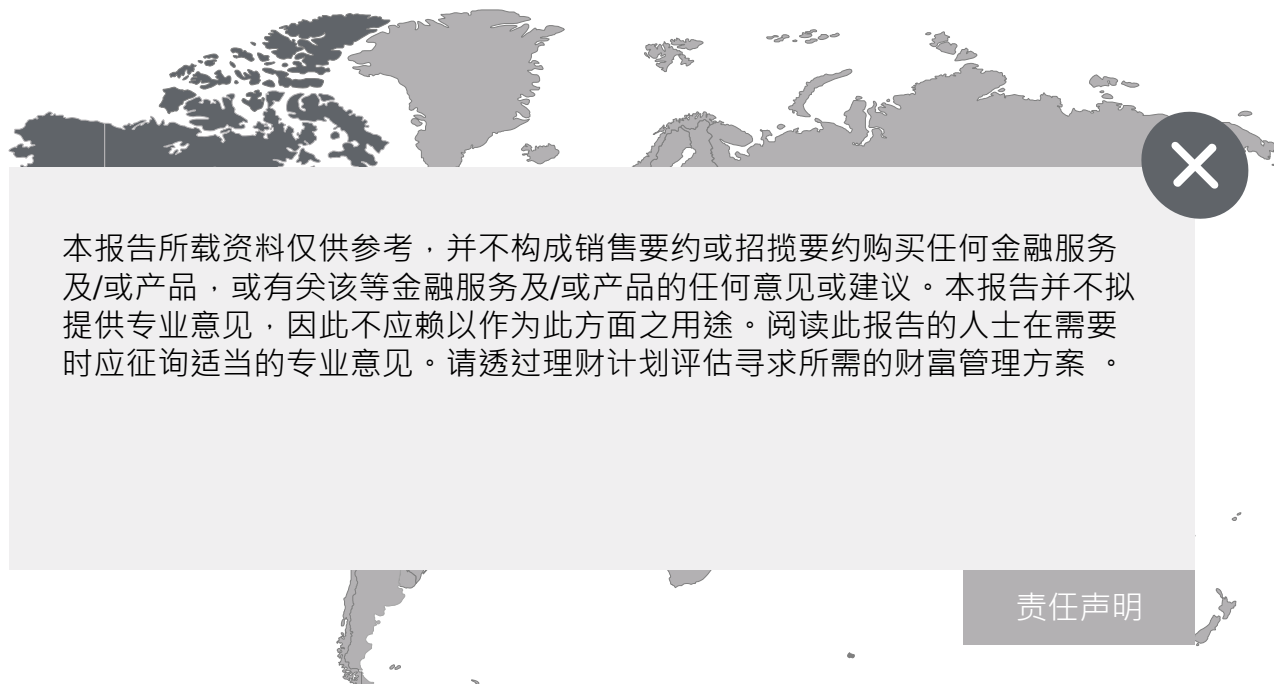 本报告所载资料仅供参考，并不构成销售要约或招揽要约购买任何金融服务
及/或产品，或有关该等金融服务及/或产品的任何意见或建议。本报告并不拟
提供专业意见，因此不应赖以作为此方面之用途。阅读此报告的人士在需要
时应征询适当的专业意见。请透过理财计划评估寻求所需的财富管理方案 。
责任声明